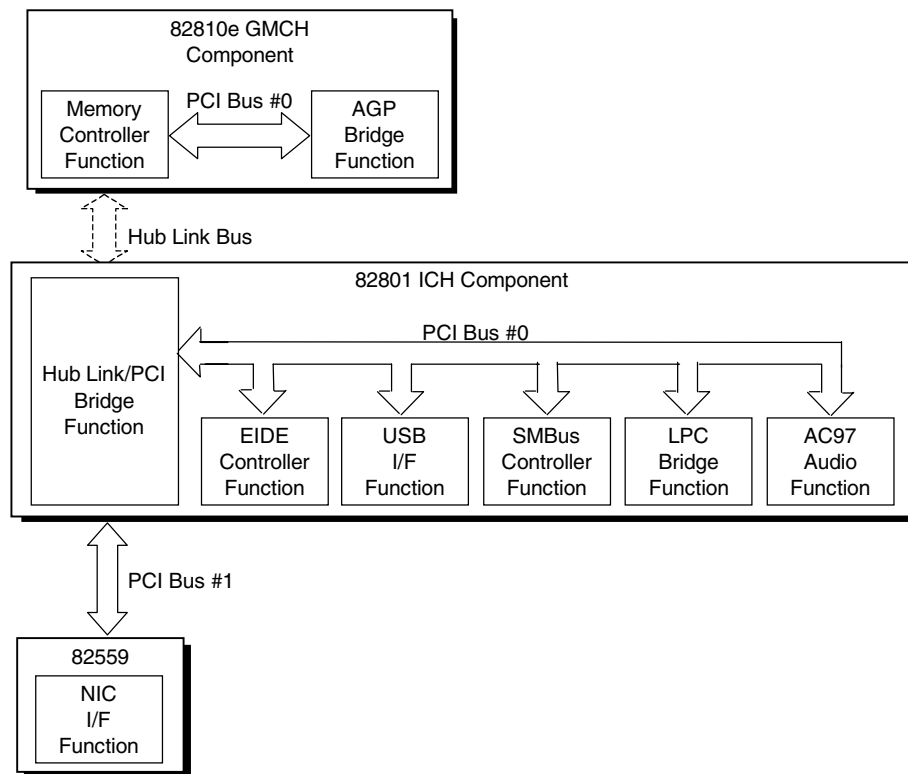 82810e GMCH
Component
PCI Bus #0
Memory
Controller
Function
AGP
Bridge
Function
Hub Link Bus
82801 ICH Component
PCI Bus #0
Hub Link/PCI
Bridge
Function
EIDE
Controller
Function
USB
I/F
Function
SMBus
Controller
Function
LPC
Bridge
Function
AC97
Audio
Function
PCI Bus #1
82559
NIC
I/F
Function